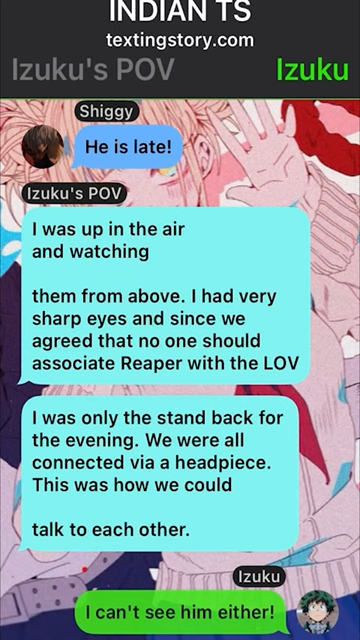 INDIAN TS
textingstory.com
Izuku's POV
Izuku
Shiggy
He is late!
Izuku's POV
I was up in the air
and watching
them from above. I had very
sharp eyes and since we
agreed that no one should
associate Reaper with the LOV
I was only the stand back for
the evening. We were all
connected via a headpiece.
This was how we could
talk to each other.
Izuku
I can't see him either!